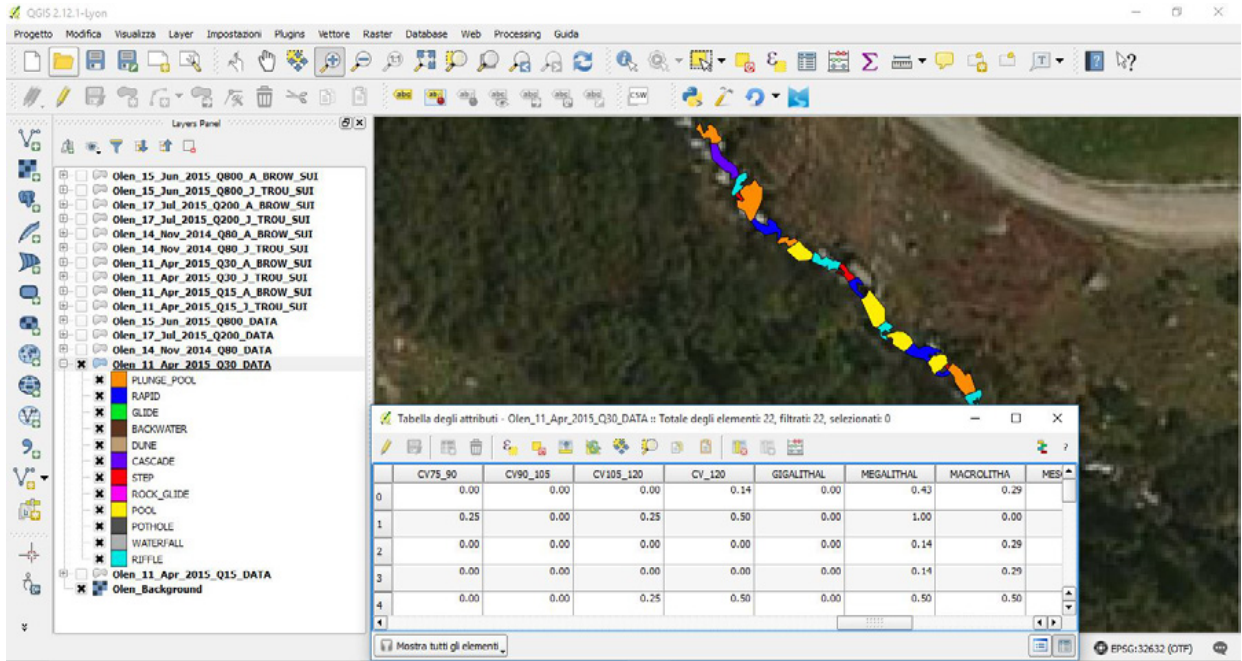 QGIS 2.12.1-Lyon
Progetto Modifica Visualizza Layer Impostazioni Plugins Vettore Raster Database Web Processing Guida
Layers Panel
Olen_15_Jun_2015_Q800_A_BROW_SUI
Olen_15_Jun_2015_Q800_J_TROU_SUI
Olen_17_Jul_2015_Q200_A_BROW_SUI
Olen_17_Jul_2015_Q200_J_TROU_SUI
Olen_14_Nov_2014_Q80_A_BROW_SUI
Olen_14_Nov_2014_Q80_J_TROU_SUI
Olen_11_Apr_2015_Q30_A_BROW_SUI
Olen_11_Apr_2015_Q30_J_TROU_SUI
Olen_11_Apr_2015_Q15_A_BROW_SUI
Olen_11_Apr_2015_Q15_J_TROU_SUI
Olen_15_Jun_2015_Q800_DATA
Olen_17_Jul_2015_Q200_DATA
Olen_14_Nov_2014_Q80_DATA
Olen_11_Apr_2015_Q30_DATA
PLUNGE_POOL
RAPID
GLIDE
BACKWATER
DUNE
CASCADE
STEP
ROCK_GLIDE
POOL
POTHOLE
WATERFALL
RIFFLE
Olen_11_Apr_2015_Q15_DATA
Olen_Background
Tabella degli attributi - Olen_11_Apr_2015_Q30_DATA :: Totale degli elementi: 22, filtrati: 22, selezionati: 0
CV75_90 CV90_105 CV105_120 CV_120 GIGALITHAL MEGALITHAL MACROLITHA MES
0 0.00 0.00 0.00 0.14 0.00 0.43 0.29
1 0.25 0.00 0.25 0.50 0.00 1.00 0.00
2 0.00 0.00 0.00 0.00 0.00 0.14 0.29
3 0.00 0.00 0.00 0.00 0.00 0.14 0.29
4 0.00 0.00 0.25 0.50 0.00 0.50 0.50
Mostra tutti gli elementi
EPSG:32632 (OTF)